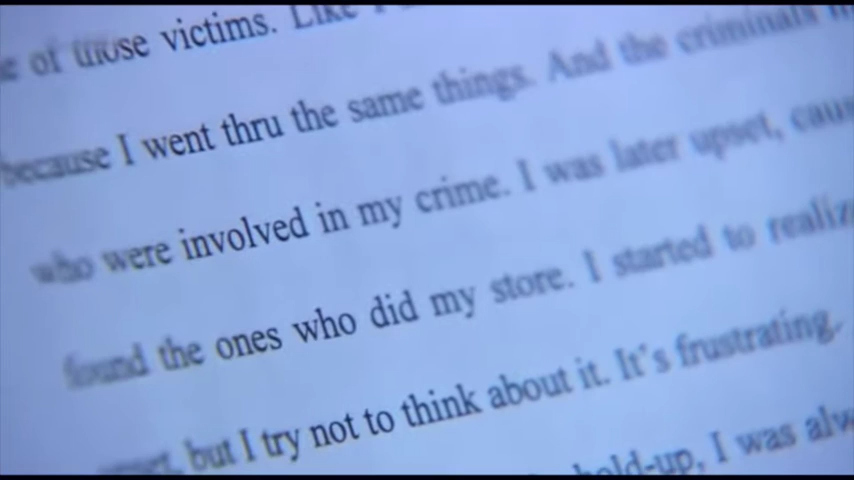 of those victims. Like
because I went thru the same things. And the criminals
who were involved in my crime. I was later upset,
found the ones who did my store. I started to
but I try not to think about it. It's frustrating.
hold-up, I was